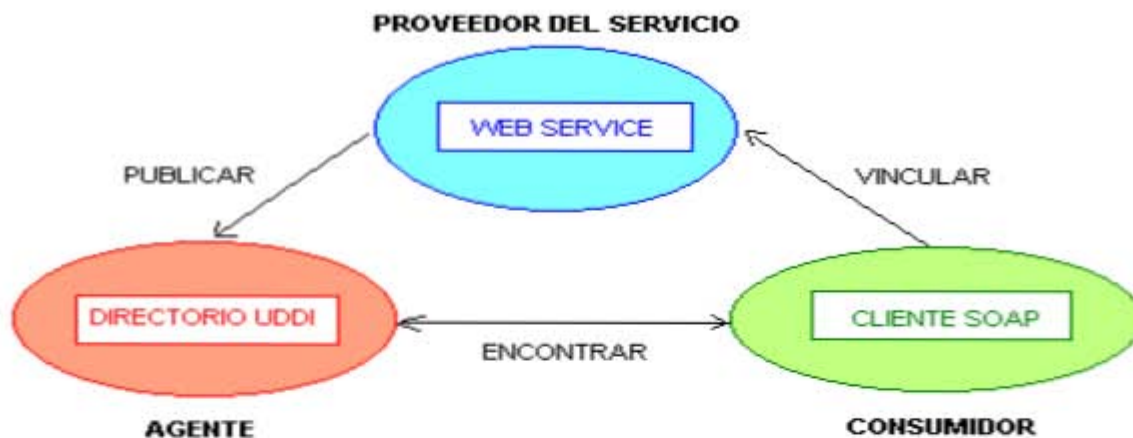 PROVEEDOR DEL SERVICIO
WEB SERVICE
PUBLICAR
VINCULAR
DIRECTORIO UDDI
CLIENTE SOAP
ENCONTRAR
AGENTE
CONSUMIDOR